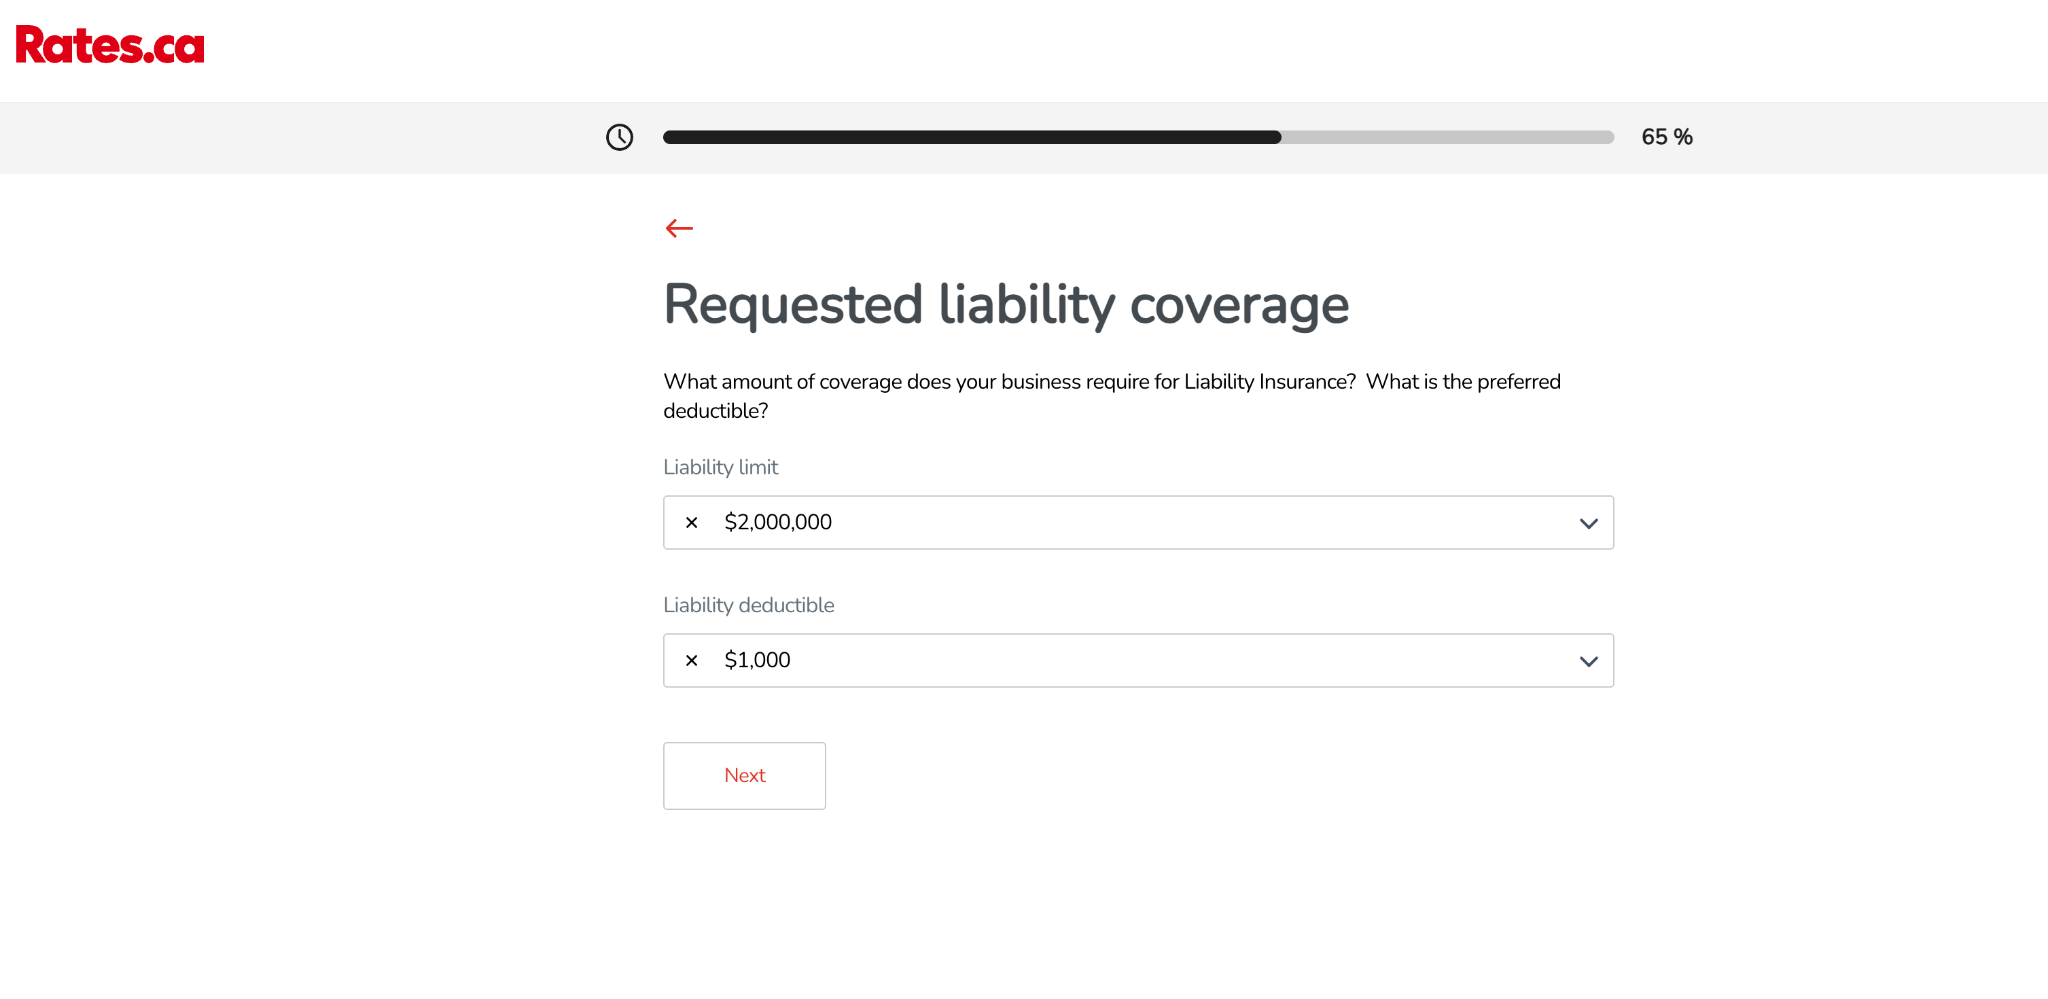 Rates.ca
65 %
Requested liability coverage
What amount of coverage does your business require for Liability Insurance?  What is the preferred
deductible?
Liability limit
× $2,000,000
Liability deductible
× $1,000
Next